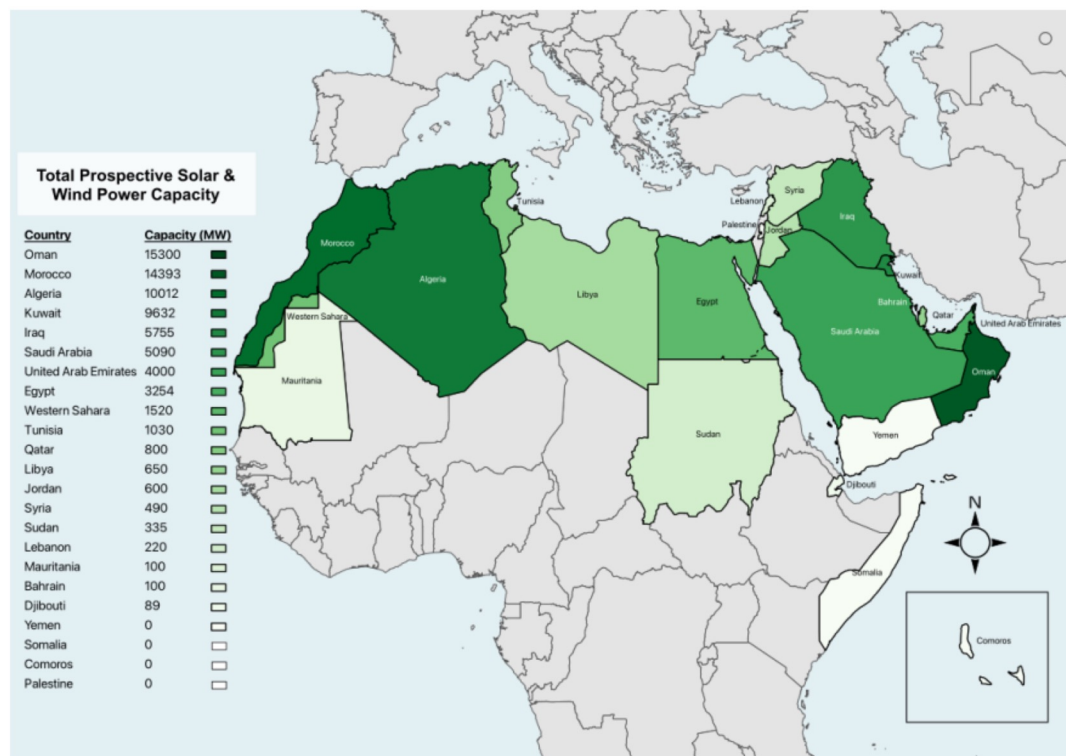 Total Prospective Solar &
Wind Power Capacity
Country Capacity (MW)
Oman 15300
Morocco 14393
Algeria 10012
Kuwait 9632
Iraq 5755
Saudi Arabia 5090
United Arab Emirates 4000
Egypt 3254
Western Sahara 1520
Tunisia 1030
Qatar 800
Libya 650
Jordan 600
Syria 490
Sudan 335
Lebanon 220
Mauritania 100
Bahrain 100
Djibouti 89
Yemen 0
Somalia 0
Comoros 0
Palestine 0
Syria
Lebanon
Tunisia
Iraq
Palestine
Jordan
Morocco
Kuwait
Algeria
Libya
Egypt
Bahrain
Western Sahara
Qatar
United Arab Emirates
Saudi Arabia
Oman
Mauritania
Sudan
Yemen
Djibouti
N
Somalia
Comoros